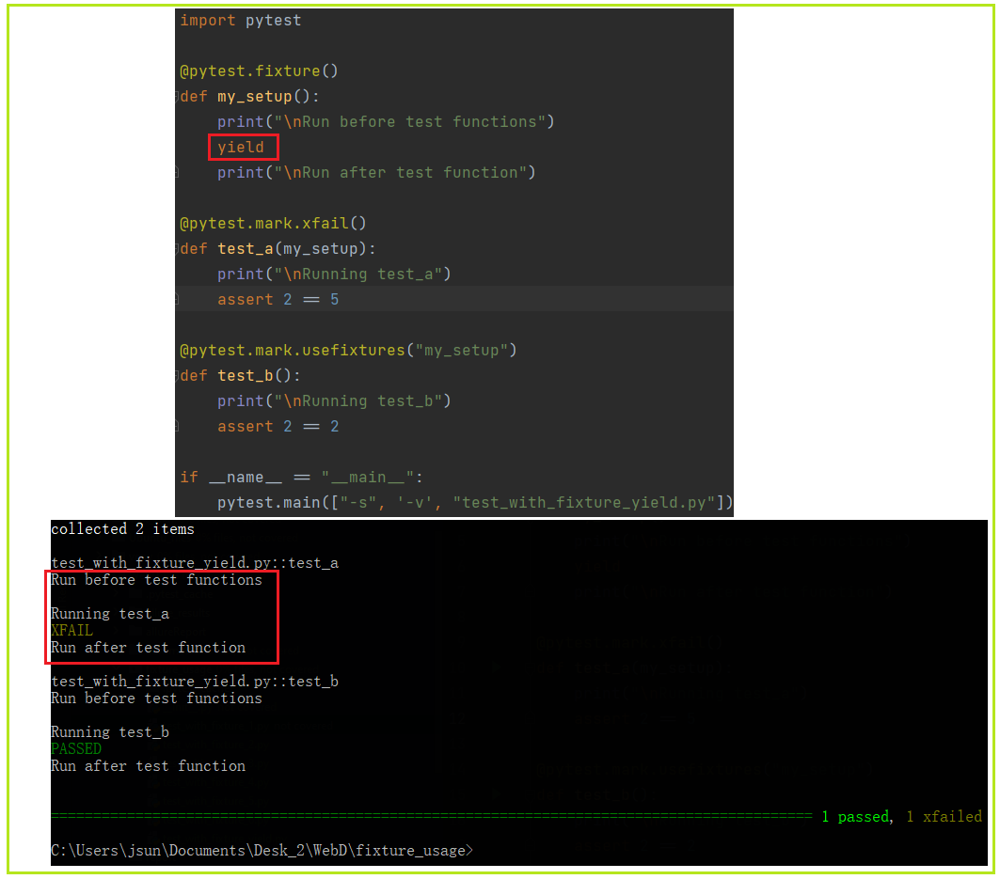 import pytest
@pytest.fixture()
def my_setup():
print("\nRun before test functions")
yield
print("\nRun after test function")
@pytest.mark.xfail()
def test_a(my_setup):
print("\nRunning test_a")
assert 2 == 5
@pytest.mark.usefixtures("my_setup")
def test_b():
print("\nRunning test_b")
assert 2 == 2
if __name__ == "__main__":
pytest.main(["-s", '-v', "test_with_fixture_yield.py"])
collected 2 items
test_with_fixture_yield.py::test_a
Run before test functions
Running test_a
XFAIL
Run after test function
test_with_fixture_yield.py::test_b
Run before test functions
Running test_b
PASSED
Run after test function
1 passed, 1 xfailed
C:\Users\jsun\Documents\Desk_2\WebD\fixture_usage>